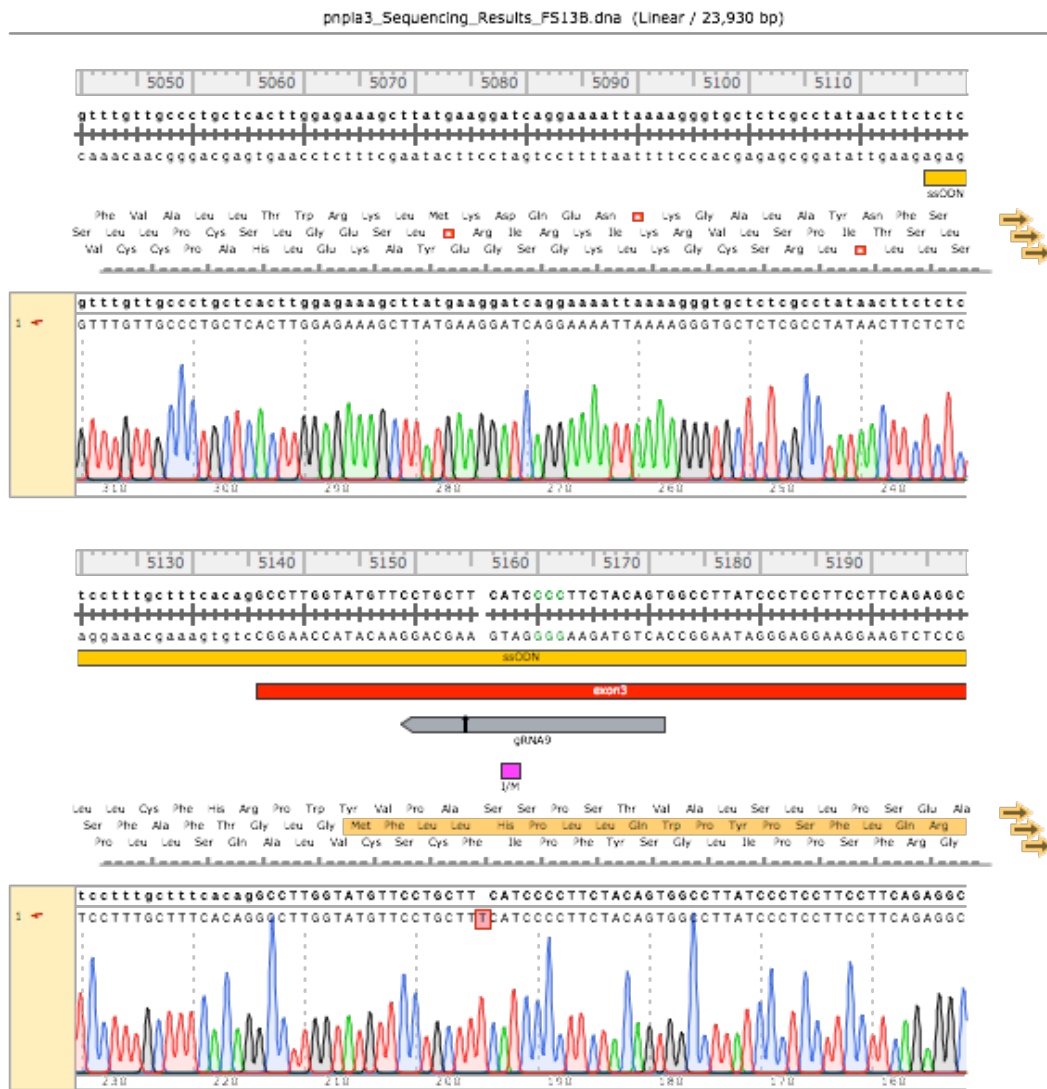 pnpla3_Sequencing_Results_FS13B.dna (Linear / 23,930 bp)
5050 5060 5070 5080 5090 5100 5110
gtttgttgccctgctcacttggagaaagcttatgaaggatcaggaaaattaaaagggtgctctcgcctataacttctctc
caaacaacgggacgagtgaacctctttcgaatacttcctagtccttttaattttcccacgagagcggatattgaagagag
ssODN
Phe Val Ala Leu Leu Thr Trp Arg Lys Leu Met Lys Asp Gln Glu Asn Lys Gly Ala Leu Ala Tyr Asn Phe Ser
Ser Leu Leu Pro Cys Ser Leu Gly Glu Ser Leu Arg Ile Arg Lys Ile Lys Arg Val Leu Ser Pro Ile Thr Ser Leu
Val Cys Cys Pro Ala His Leu Glu Lys Ala Tyr Glu Gly Ser Gly Lys Leu Lys Gly Cys Ser Arg Leu Leu Leu Ser
gtttgttgccctgctcacttggagaaagcttatgaaggatcaggaaaattaaaagggtgctctcgcctataacttctctc
1 GTTTGTTGCCCTGCTCACTTGGAGAAAGCTTATGAAGGATCAGGAAAATTAAAAGGGTGCTCTCGCCTATAACTTCTCTC
310 300 290 280 270 260 250 240
5130 5140 5150 5160 5170 5180 5190
tcctttgctttcacagGCCTTGGTATGTTCCTGCTT CATCCCCTTCTACAGTGGCCTTATCCCTCCTTCCTTCAGAGGC
aggaaacgaaagtgtcCGGAACCATACAAGGACGAA GTAGGGGAAGATGTCACCGGAATAGGGAGGAAGGAAGTCTCCG
ssODN
exon3
gRNA9
I/M
Leu Leu Cys Phe His Arg Pro Trp Tyr Val Pro Ala Ser Ser Pro Ser Thr Val Ala Leu Ser Leu Leu Pro Ser Glu Ala
Ser Phe Ala Phe Thr Gly Leu Gly Met Phe Leu Leu His Pro Leu Leu Gln Trp Pro Tyr Pro Ser Phe Leu Gln Arg
Pro Leu Leu Ser Gln Ala Leu Val Cys Ser Cys Phe Ile Pro Phe Tyr Ser Gly Leu Ile Pro Pro Ser Phe Arg Gly
tcctttgctttcacagGCCTTGGTATGTTCCTGCTT CATCCCCTTCTACAGTGGCCTTATCCCTCCTTCCTTCAGAGGC
1 TCCTTTGCTTTCACAGGGCTTGGTATGTTCCTGCTTTCATCCCCTTCTACAGTGGCCTTATCCCTCCTTCCTTCAGAGGC
230 220 210 200 190 180 170 160